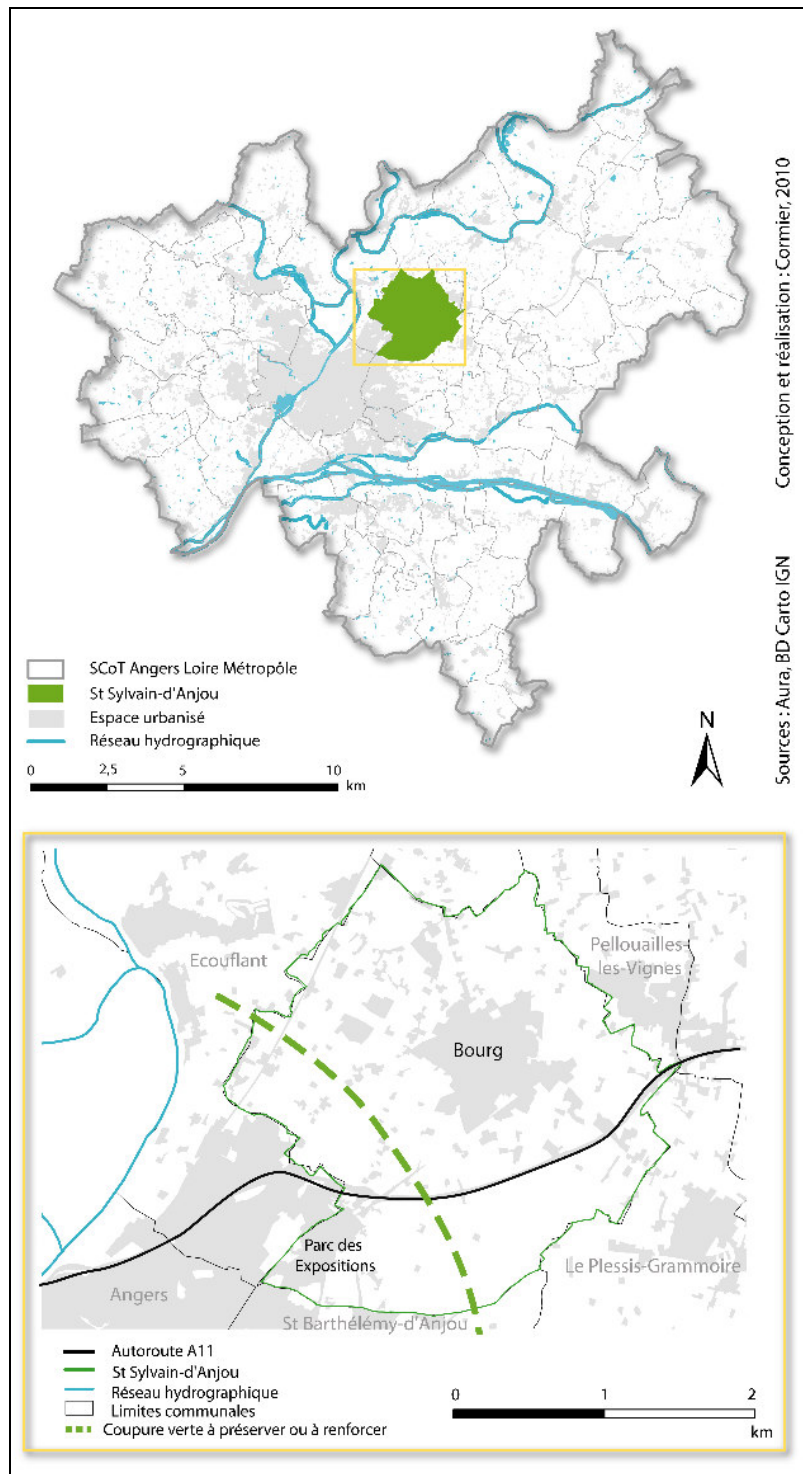 Conception et réalisation : Cormier, 2010
Sources : Aura, BD Carto IGN
SCoT Angers Loire Métropôle
St Sylvain-d'Anjou
Espace urbanisé
Réseau hydrographique
0 2,5 5 10
km
N
Ecouflant
Pellouailles-
les-Vignes
Bourg
Parc des
Expositions
Le Plessis-Grammoire
Angers
St Barthélémy-d'Anjou
Autoroute A11
St Sylvain-d'Anjou
Réseau hydrographique
Limites communales
Coupure verte à préserver ou à renforcer
0 1 2
km